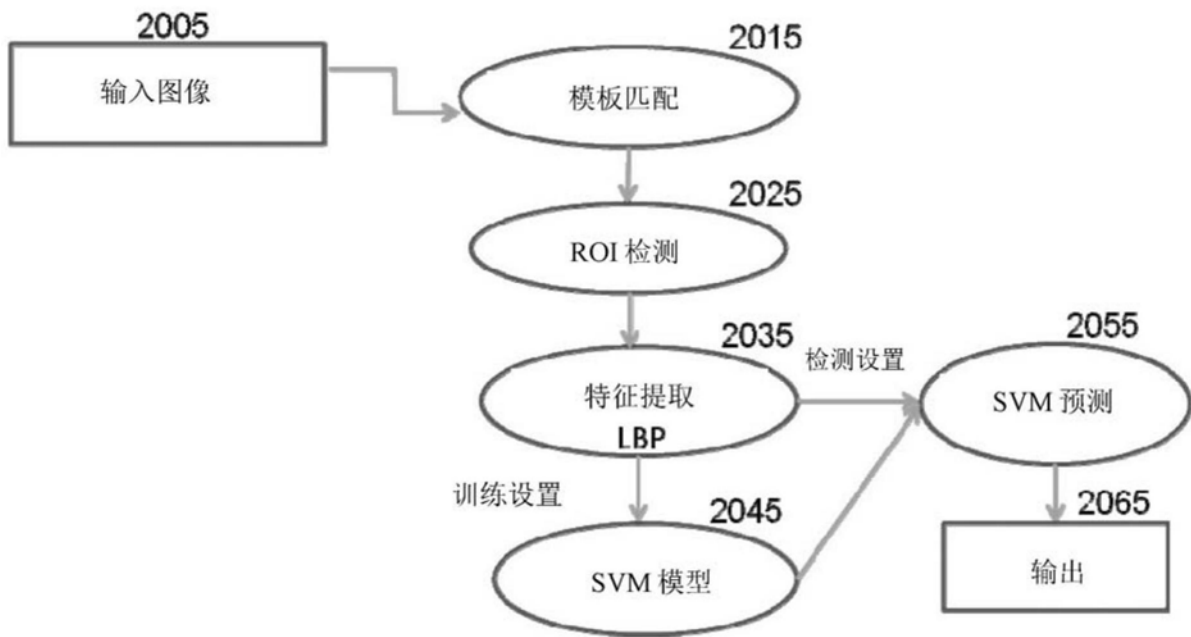 2005
输入图像
2015
模板匹配
2025
ROI 检测
2035
特征提取
LBP
检测设置
2055
SVM 预测
训练设置
2045
SVM 模型
2065
输出